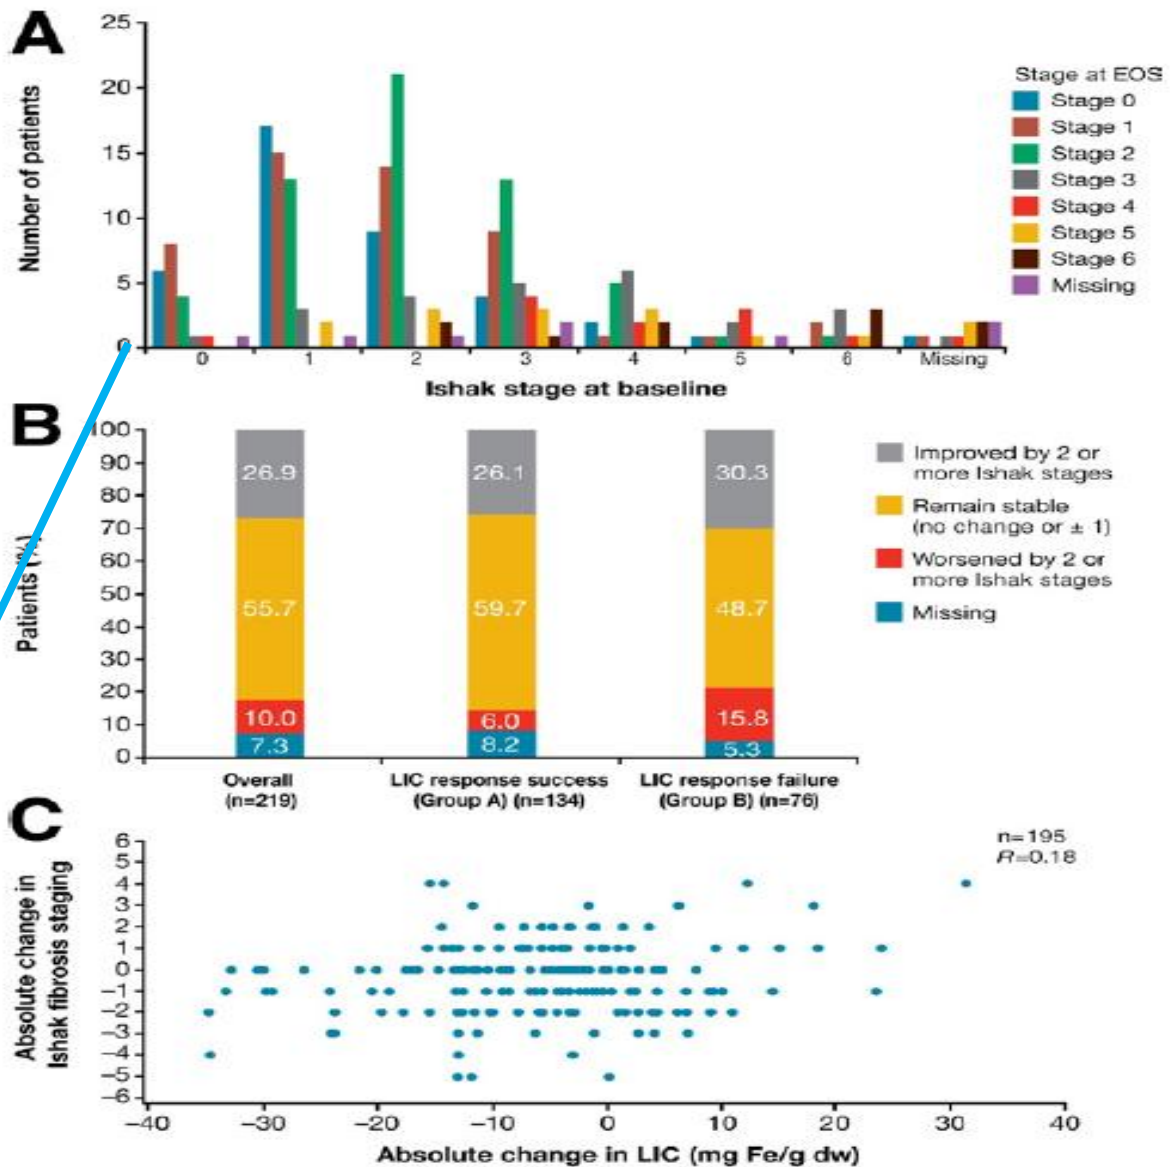 A
Number of patients
25
20
15
10
5
0
0 1 2 3 4 5 6 Missing
Ishak stage at baseline
Stage at EOS
Stage 0
Stage 1
Stage 2
Stage 3
Stage 4
Stage 5
Stage 6
Missing
B
Patients (%)
100
90
80
70
60
50
40
30
20
10
0
26.9 26.1 30.3
55.7 59.7 48.7
10.0 6.0 15.8
7.3 8.2 5.3
Overall
(n=219)
LIC response success
(Group A) (n=134)
LIC response failure
(Group B) (n=76)
Improved by 2 or
more Ishak stages
Remain stable
(no change or ± 1)
Worsened by 2 or
more Ishak stages
Missing
C
Absolute change in
Ishak fibrosis staging
6
5
4
3
2
1
0
−1
−2
−3
−4
−5
−6
n=195
R=0.18
−40 −30 −20 −10 0 10 20 30 40
Absolute change in LIC (mg Fe/g dw)